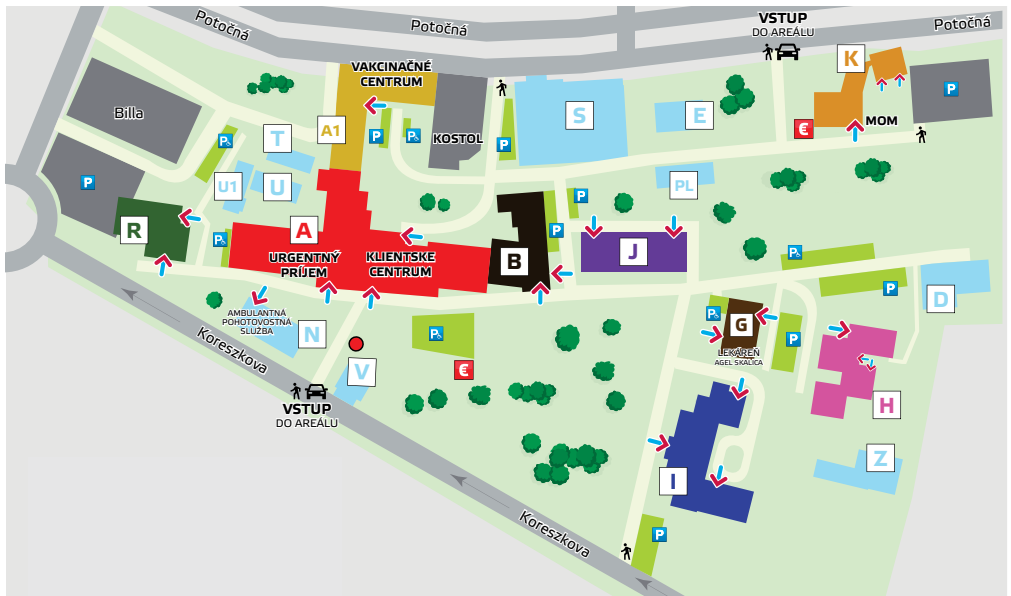 Potočná
Potočná
Potočná
VSTUP
DO AREÁLU
VAKCINAČNÉ
CENTRUM
K
P
Billa
A1
P
P
KOSTOL
P
S
E
€
MOM
P
T
P
U1
U
PL
P
R
P
A
URGENTNÝ
PRÍJEM
KLIENTSKE
CENTRUM
B
P
J
P
P
D
AMBULANTNÁ
POHOTOVOSTNÁ
SLUŽBA
N
P
€
P
G
LEKÁREŇ
AGEL SKALICA
P
V
H
Koreszkova
VSTUP
DO AREÁLU
Z
I
Koreszkova
P